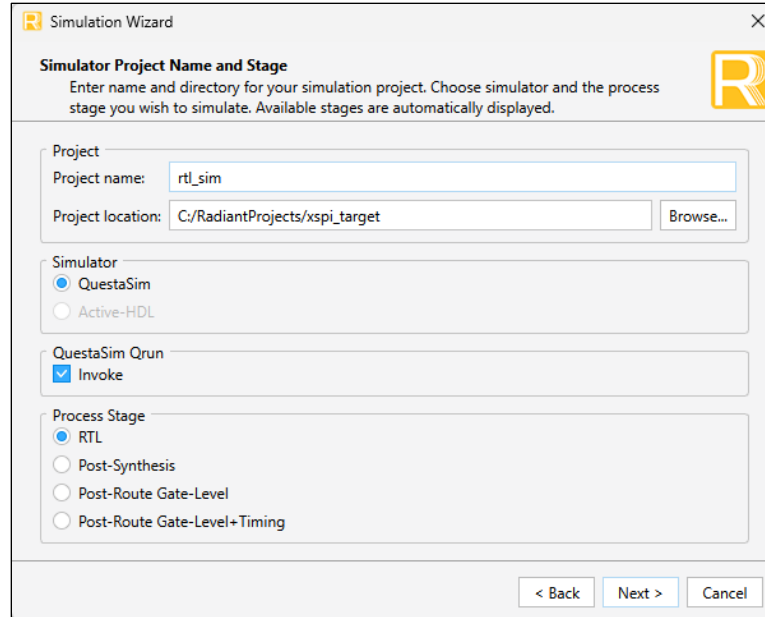 Simulation Wizard
Simulator Project Name and Stage
Enter name and directory for your simulation project. Choose simulator and the process
stage you wish to simulate. Available stages are automatically displayed.
Project
Project name: rtl_sim
Project location: C:/RadiantProjects/xspi_target Browse...
Simulator
QuestaSim
Active-HDL
QuestaSim Qrun
Invoke
Process Stage
RTL
Post-Synthesis
Post-Route Gate-Level
Post-Route Gate-Level+Timing
< Back Next > Cancel